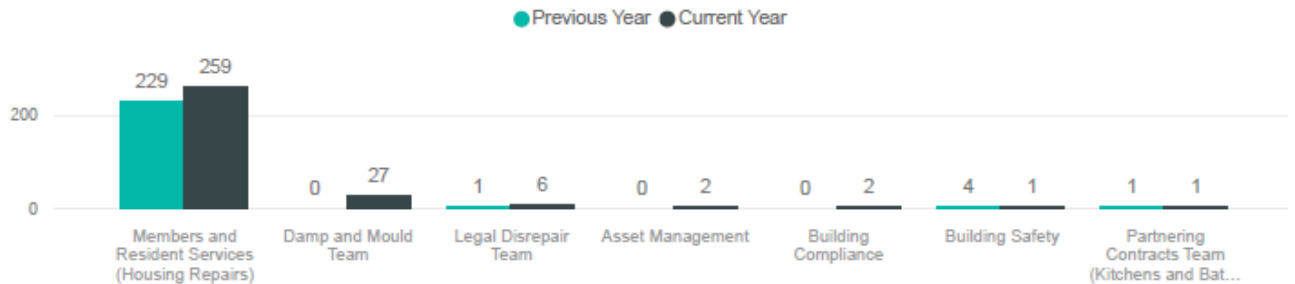 Previous Year Current Year
229 259
0 27
1 6
0 2
0 2
4 1
1 1
200
0
Members and
Resident Services
(Housing Repairs)
Damp and Mould
Team
Legal Disrepair
Team
Asset Management
Building
Compliance
Building Safety
Partnering
Contracts Team
(Kitchens and Bat...